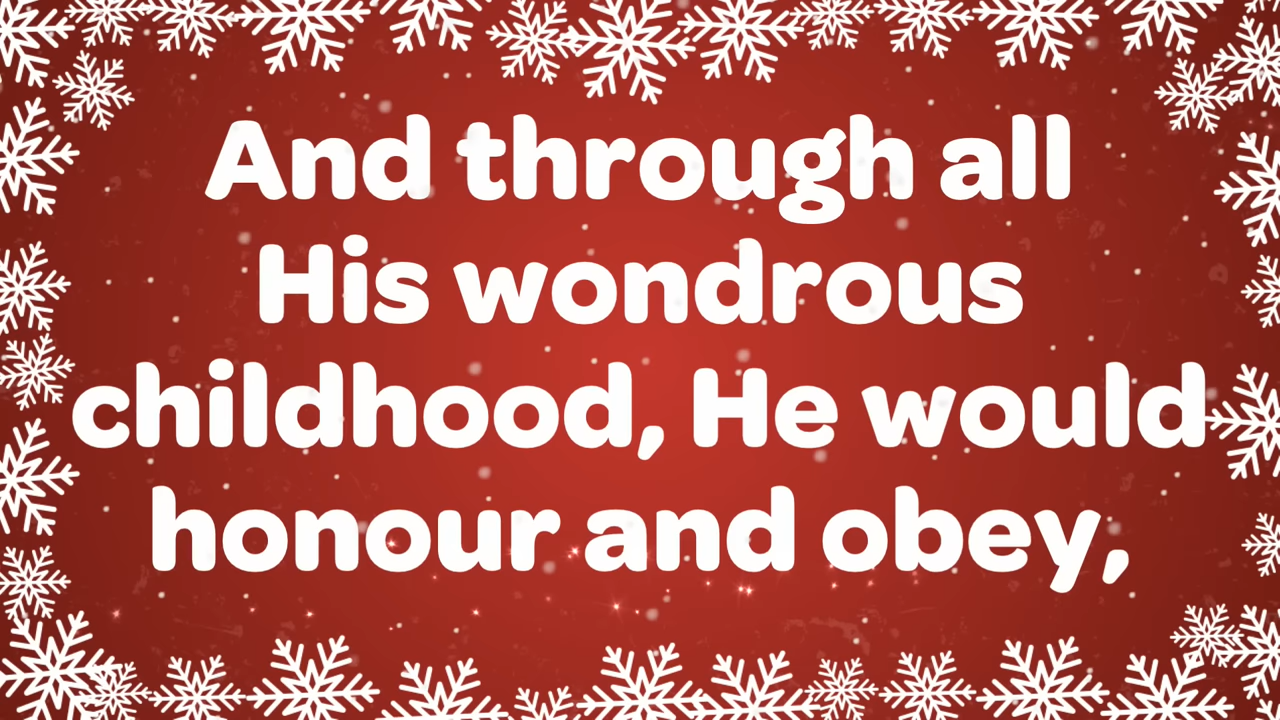 And through all
His wondrous
childhood, He would
honour and obey,